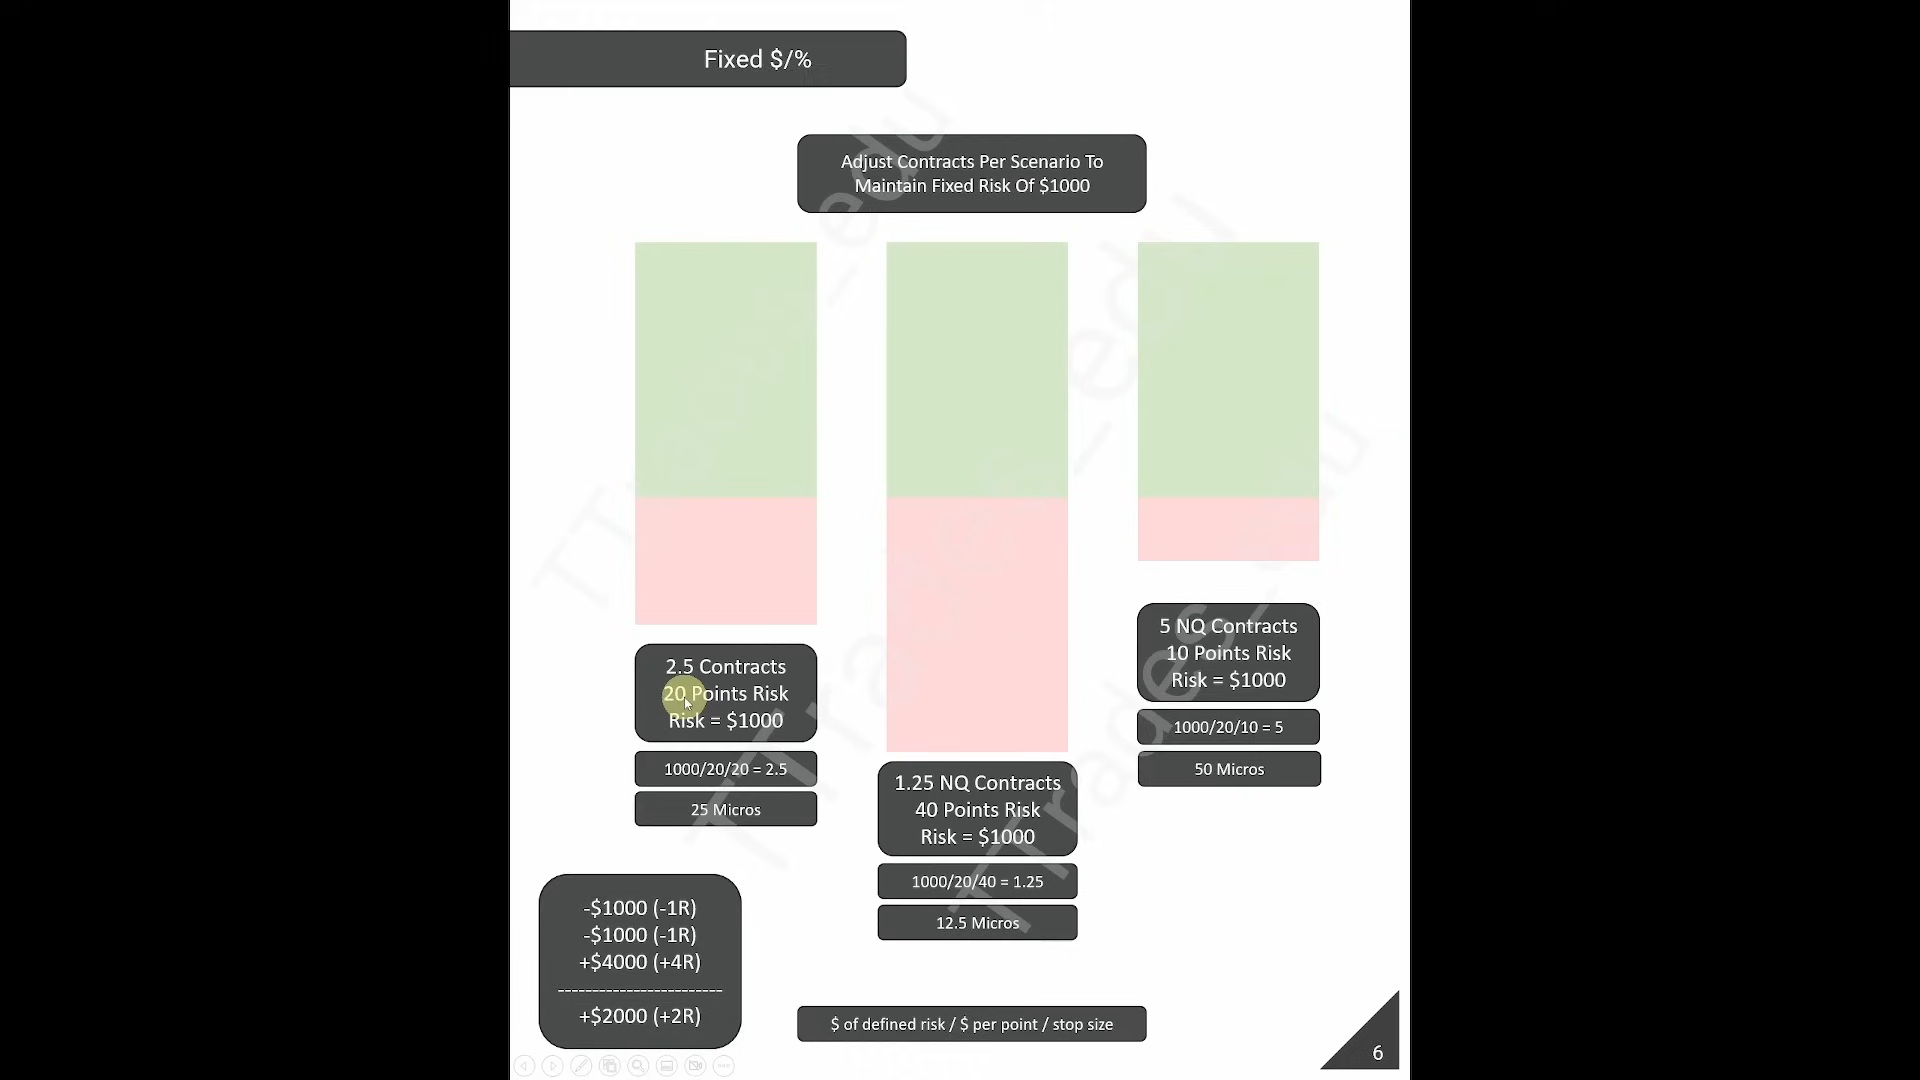 Fixed $/%
Adjust Contracts Per Scenario To
Maintain Fixed Risk Of $1000
2.5 Contracts
20 Points Risk
Risk = $1000
1000/20/20 = 2.5
25 Micros
1.25 NQ Contracts
40 Points Risk
Risk = $1000
1000/20/40 = 1.25
12.5 Micros
5 NQ Contracts
10 Points Risk
Risk = $1000
1000/20/10 = 5
50 Micros
-$1000 (-1R)
-$1000 (-1R)
+$4000 (+4R)
------------------------
+$2000 (+2R)
$ of defined risk / $ per point / stop size
6
TTrades_edu
TTrades_edu
TTrades_edu